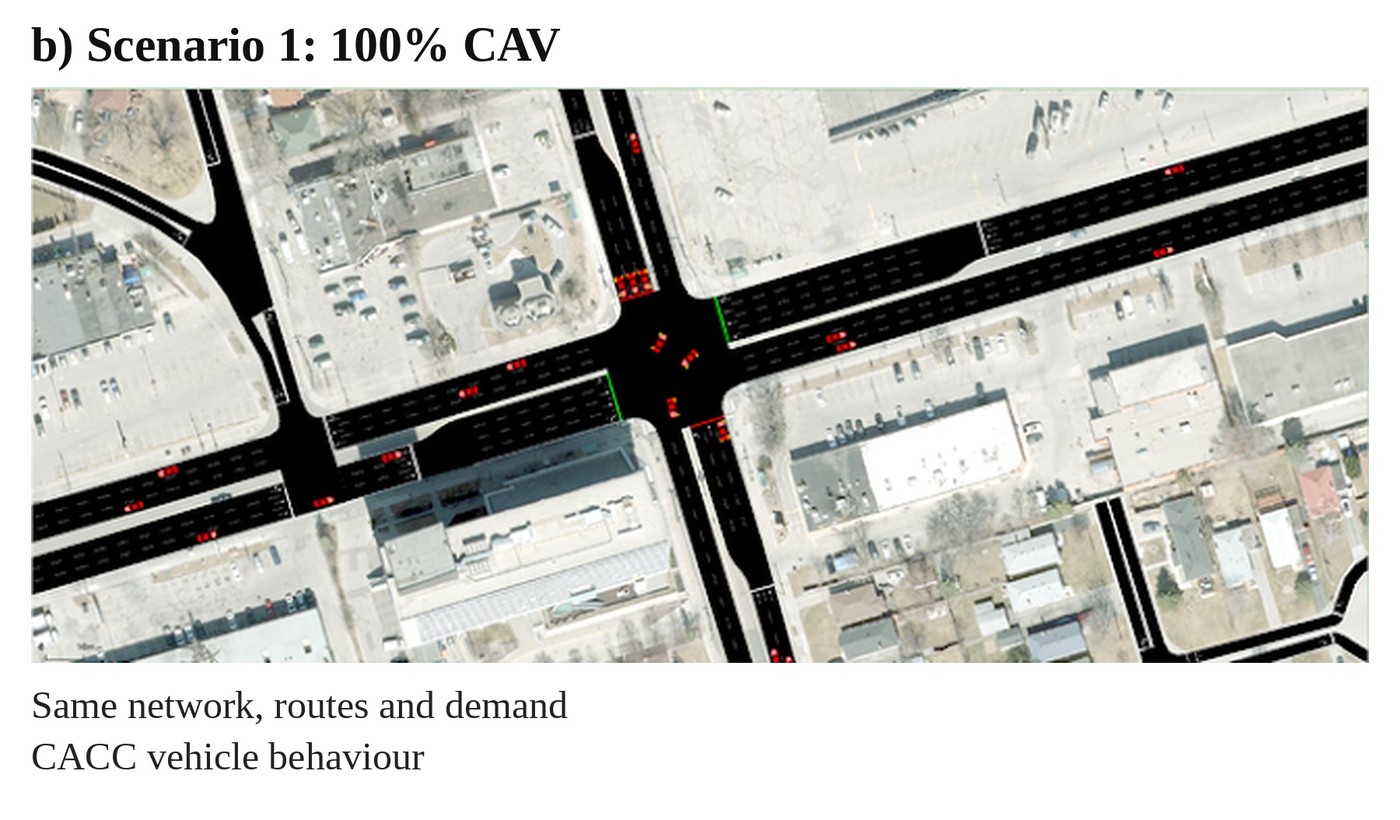 b) Scenario 1: 100% CAV
Same network, routes and demand
CACC vehicle behaviour